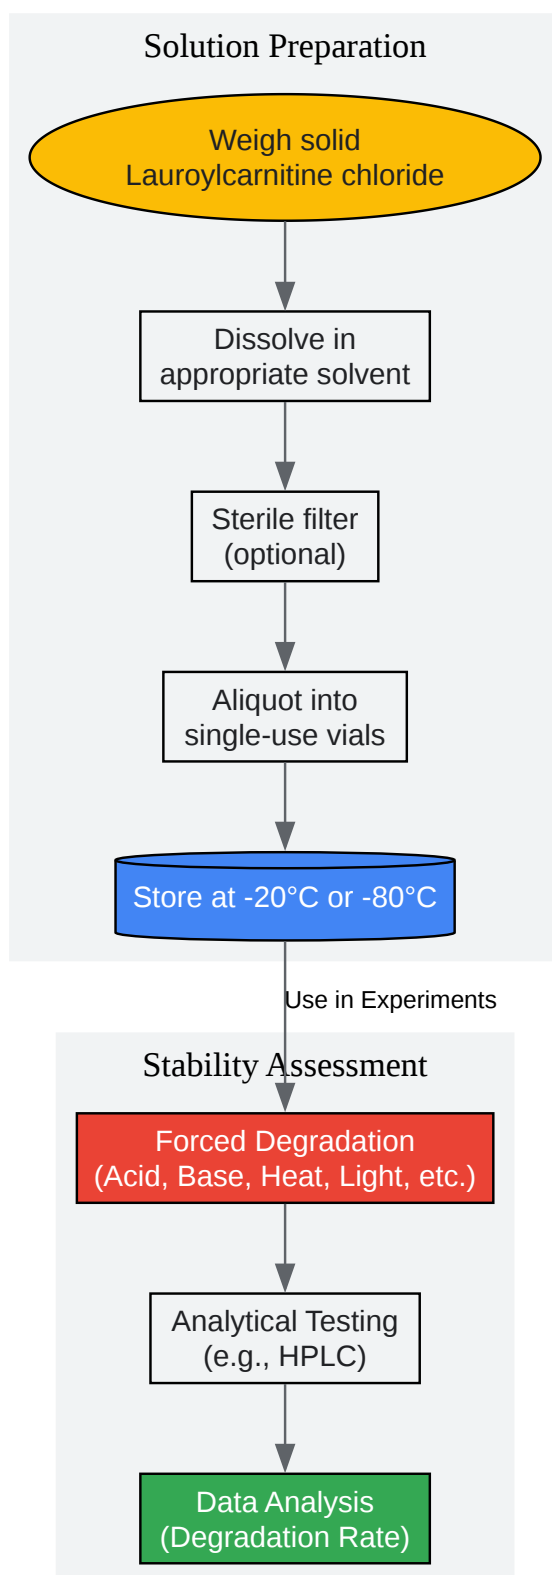 Solution Preparation
Weigh solid
Lauroylcarnitine chloride
Dissolve in
appropriate solvent
Sterile filter
(optional)
Aliquot into
single-use vials
Store at -20°C or -80°C
Use in Experiments
Stability Assessment
Forced Degradation
(Acid, Base, Heat, Light, etc.)
Analytical Testing
(e.g., HPLC)
Data Analysis
(Degradation Rate)